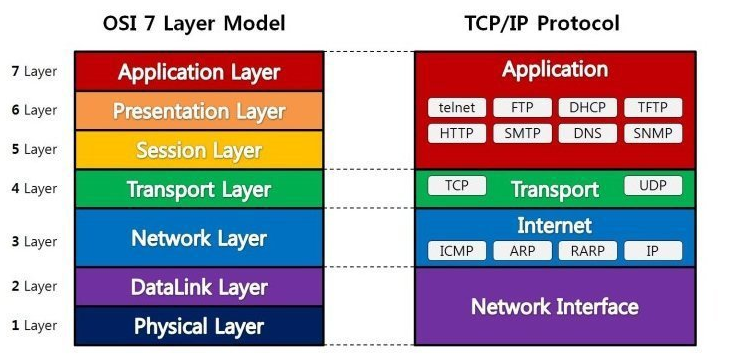 OSI 7 Layer Model
TCP/IP Protocol
7 Layer
Application Layer
6 Layer
Presentation Layer
5 Layer
Session Layer
4 Layer
Transport Layer
3 Layer
Network Layer
2 Layer
DataLink Layer
1 Layer
Physical Layer
Application
telnet FTP DHCP TFTP
HTTP SMTP DNS SNMP
TCP Transport UDP
Internet
ICMP ARP RARP IP
Network Interface